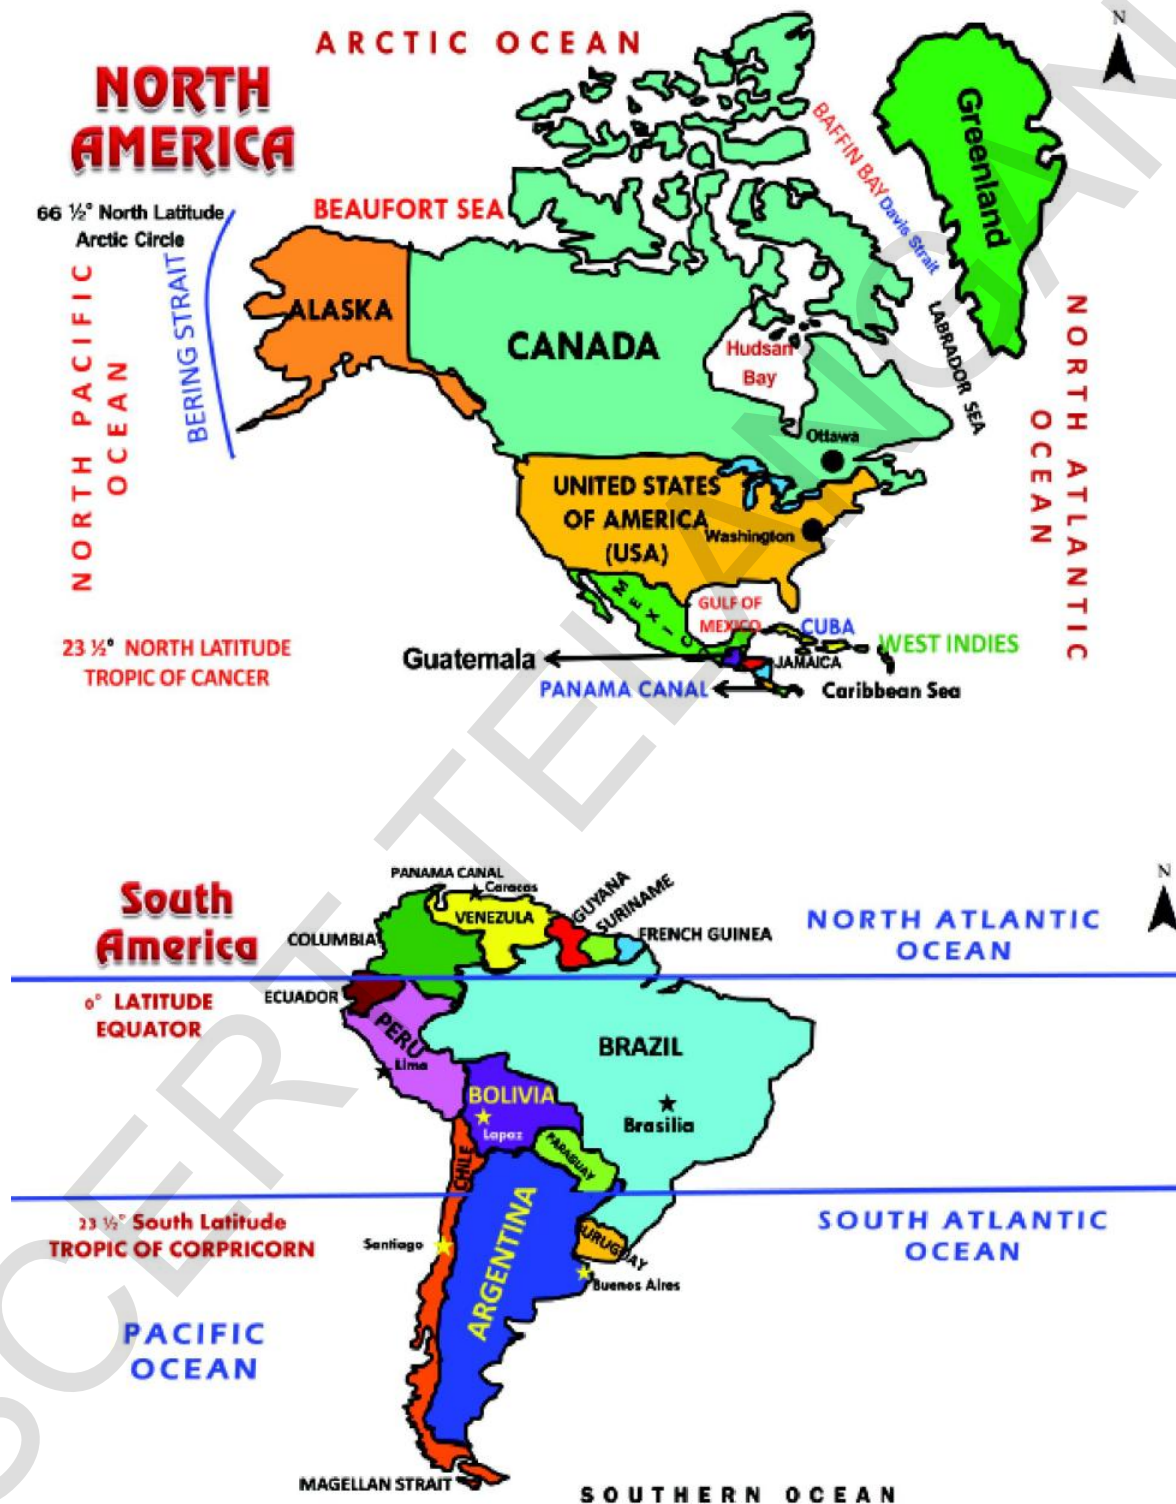 N
ARCTIC OCEAN
NORTH
AMERICA
Greenland
BAFFIN BAY
Davis Strait
66 ½° North Latitude
Arctic Circle
BEAUFORT SEA
BERING STRAIT
NORTH PACIFIC
OCEAN
ALASKA
CANADA
Hudsan
Bay
LABRADOR SEA
NORTH ATLANTIC
OCEAN
Ottawa
UNITED STATES
OF AMERICA
(USA)
Washington
MEXIC
GULF OF
MEXICO
CUBA
WEST INDIES
23 ½° NORTH LATITUDE
TROPIC OF CANCER
Guatemala
JAMAICA
PANAMA CANAL
Caribbean Sea
N
South
America
PANAMA CANAL
Caracas
VENEZULA
GUYANA
SURINAME
FRENCH GUINEA
COLUMBIA
NORTH ATLANTIC
OCEAN
ECUADOR
0° LATITUDE
EQUATOR
PERU
Lima
BRAZIL
BOLIVIA
Lapaz
Brasilia
PARAGUAY
CHILE
23 ½° South Latitude
TROPIC OF CORPRICORN
SOUTH ATLANTIC
OCEAN
Santiago
ARGENTINA
URUGUAY
Buenos Aires
PACIFIC
OCEAN
MAGELLAN STRAIT
SOUTHERN OCEAN
SCERT TELANGAN